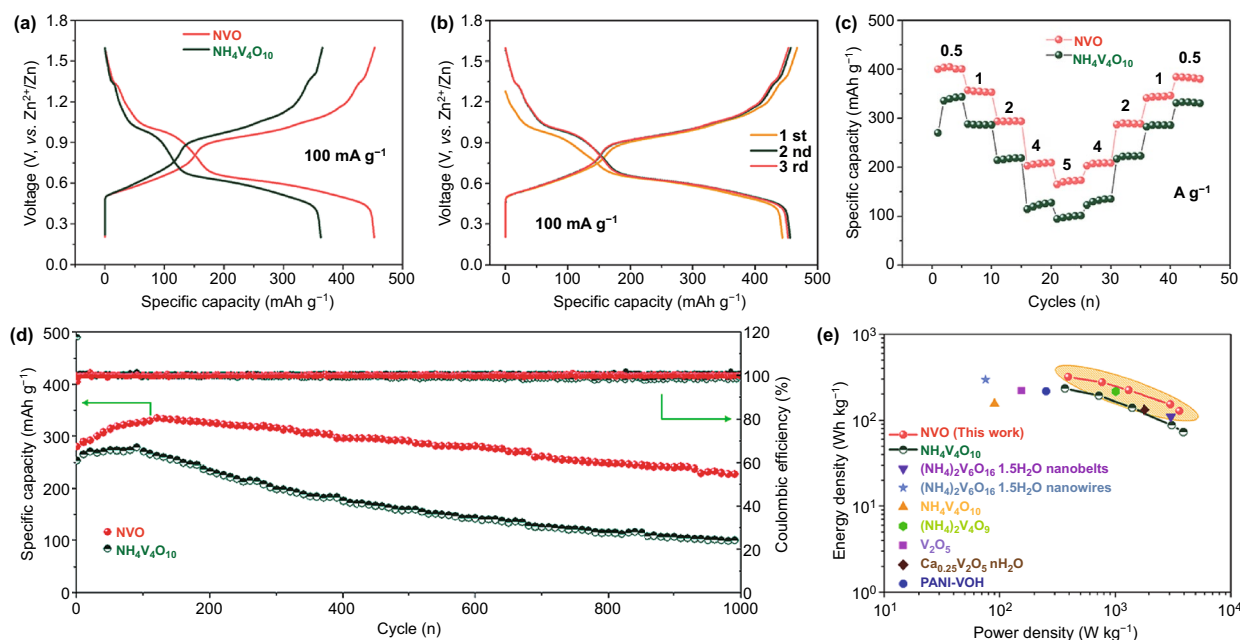 (a)
NVO
NH₄V₄O₁₀
100 mA g⁻¹
Voltage (V, vs. Zn²⁺/Zn)
1.8
1.5
1.2
0.9
0.6
0.3
0.0
0 100 200 300 400 500
Specific capacity (mAh g⁻¹)
(b)
1 st
2 nd
3 rd
100 mA g⁻¹
Voltage (V, vs. Zn²⁺/Zn)
1.8
1.5
1.2
0.9
0.6
0.3
0.0
0 100 200 300 400 500
Specific capacity (mAh g⁻¹)
(c)
NVO
NH₄V₄O₁₀
0.5
1
2
4
5
4
2
1
0.5
A g⁻¹
Specific capacity (mAh g⁻¹)
500
400
300
200
100
0
0 10 20 30 40 50
Cycles (n)
(d)
Specific capacity (mAh g⁻¹)
500
450
400
350
300
250
200
150
100
50
0
NVO
NH₄V₄O₁₀
120
100
80
60
40
20
0
Coulombic efficiency (%)
0 200 400 600 800 1000
Cycle (n)
(e)
Energy density (Wh kg⁻¹)
10³
10²
10¹
10⁰
NVO (This work)
NH₄V₄O₁₀
(NH₄)₂V₆O₁₆ 1.5H₂O nanobelts
(NH₄)₂V₆O₁₆ 1.5H₂O nanowires
NH₄V₄O₁₀
(NH₄)₂V₄O₉
V₂O₅
Ca₀.₂₅V₂O₅ nH₂O
PANI-VOH
10¹ 10² 10³ 10⁴
Power density (W kg⁻¹)